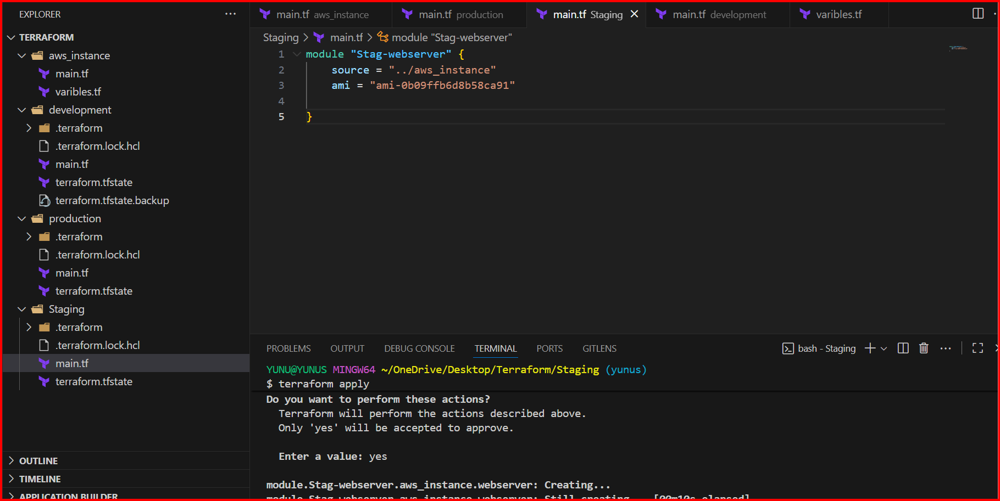 EXPLORER
TERRAFORM
aws_instance
main.tf
varibles.tf
development
.terraform
.terraform.lock.hcl
main.tf
terraform.tfstate
terraform.tfstate.backup
production
.terraform
.terraform.lock.hcl
main.tf
terraform.tfstate
Staging
.terraform
.terraform.lock.hcl
main.tf
terraform.tfstate
OUTLINE
TIMELINE
APPLICATION BUILDER
main.tf aws_instance main.tf production main.tf Staging main.tf development varibles.tf
Staging > main.tf > module "Stag-webserver"
1 module "Stag-webserver" {
2 source = "../aws_instance"
3 ami = "ami-0b09ffb6d8b58ca91"
4
5 }
PROBLEMS OUTPUT DEBUG CONSOLE TERMINAL PORTS GITLENS bash - Staging
YUNU@YUNUS MINGW64 ~/OneDrive/Desktop/Terraform/Staging (yunus)
$ terraform apply
Do you want to perform these actions?
Terraform will perform the actions described above.
Only 'yes' will be accepted to approve.
Enter a value: yes
module.Stag-webserver.aws_instance.webserver: Creating...
module.Stag-webserver.aws_instance.webserver: Still creating... [00m10s elapsed]